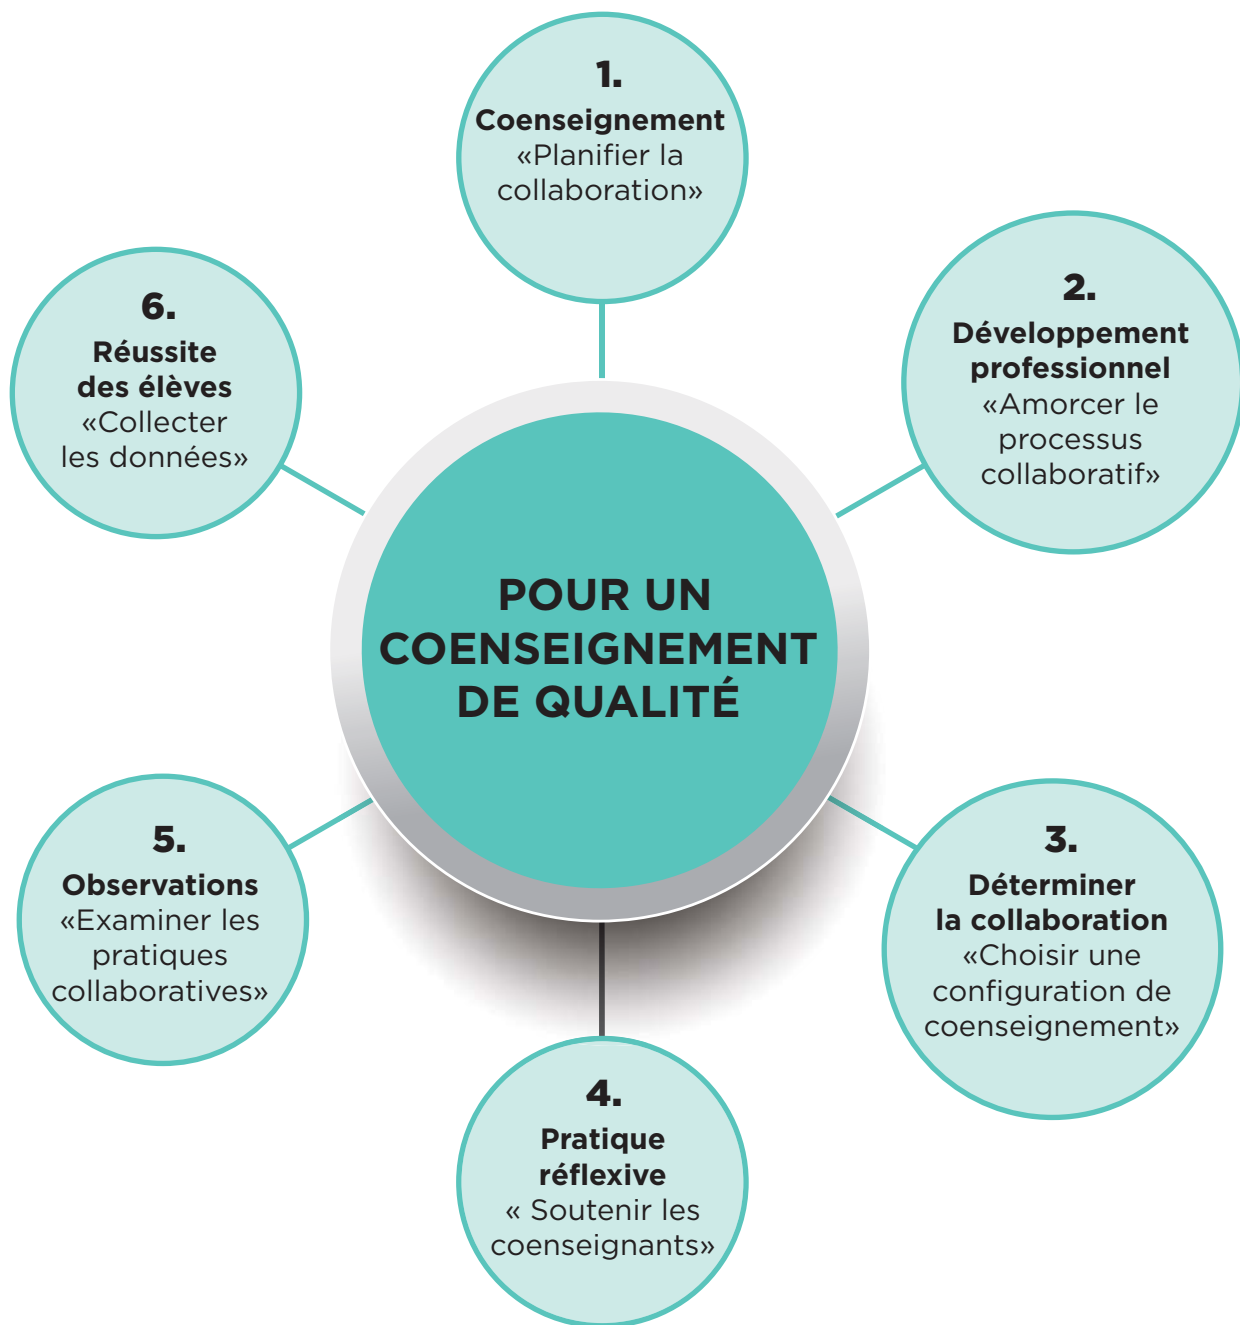 1.
Coenseignement
«Planifier la
collaboration»
2.
Développement
professionnel
«Amorcer le
processus
collaboratif»
3.
Déterminer
la collaboration
«Choisir une
configuration de
coenseignement»
4.
Pratique
réflexive
« Soutenir les
coenseignants»
5.
Observations
«Examiner les
pratiques
collaboratives»
6.
Réussite
des élèves
«Collecter
les données»
POUR UN
COENSEIGNEMENT
DE QUALITÉ